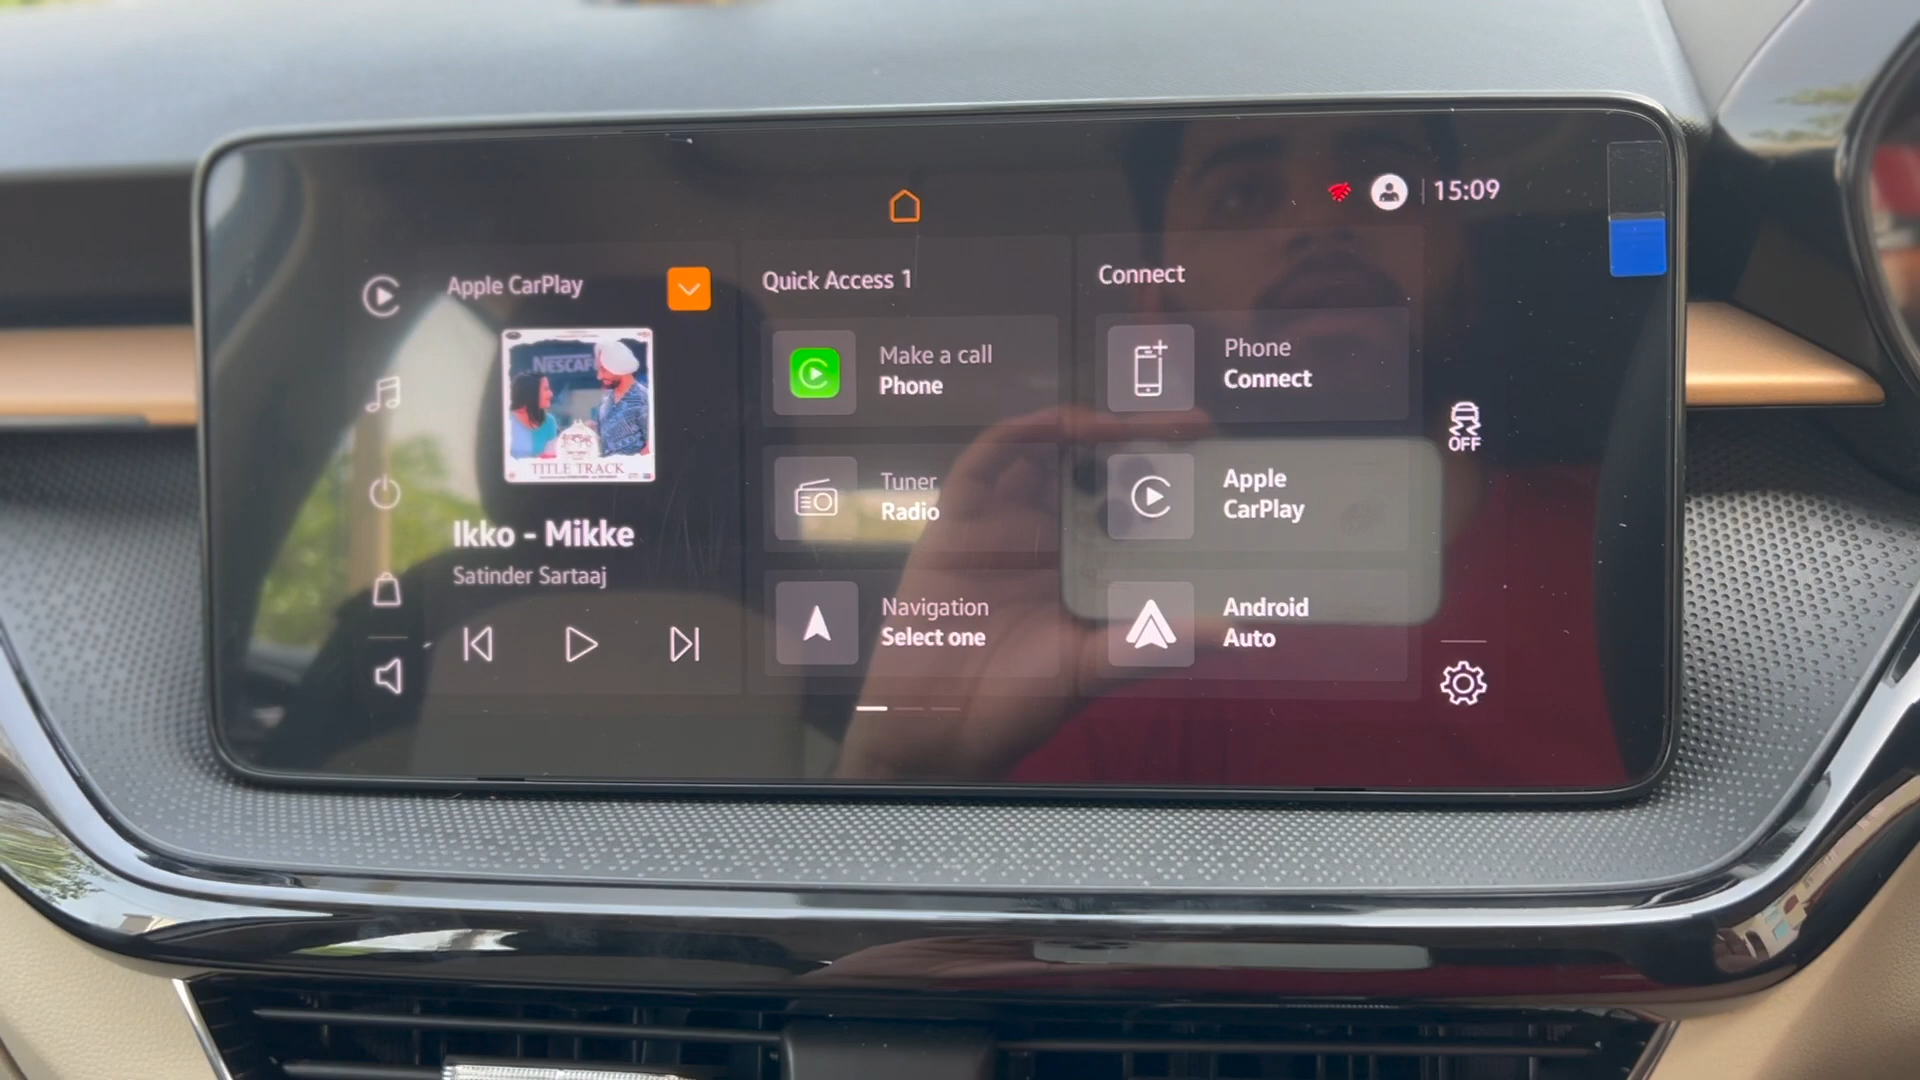 15:09
Apple CarPlay
NESCAFE
TITLE TRACK
Ikko - Mikke
Satinder Sartaaj
Quick Access 1
Make a call
Phone
Tuner
Radio
Navigation
Select one
Connect
Phone
Connect
Apple
CarPlay
Android
Auto
OFF